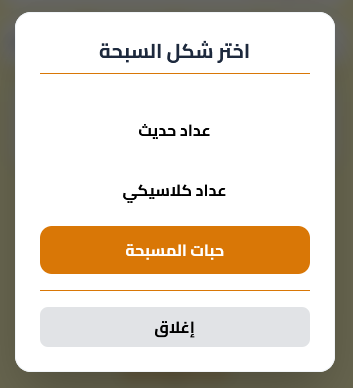 اختر شكل السبحة
عداد حديث
عداد كلاسيكي
حبات المسبحة
إغلاق